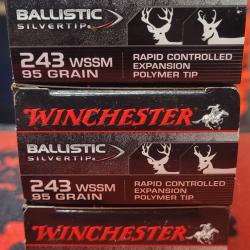 BALLISTIC
SILVERTIP
243 WSSM
95 GRAIN
RAPID CONTROLLED
EXPANSION
POLYMER TIP
WINCHESTER
BALLISTIC
SILVERTIP
243 WSSM
95 GRAIN
RAPID CONTROLLED
EXPANSION
POLYMER TIP
WINCHESTER